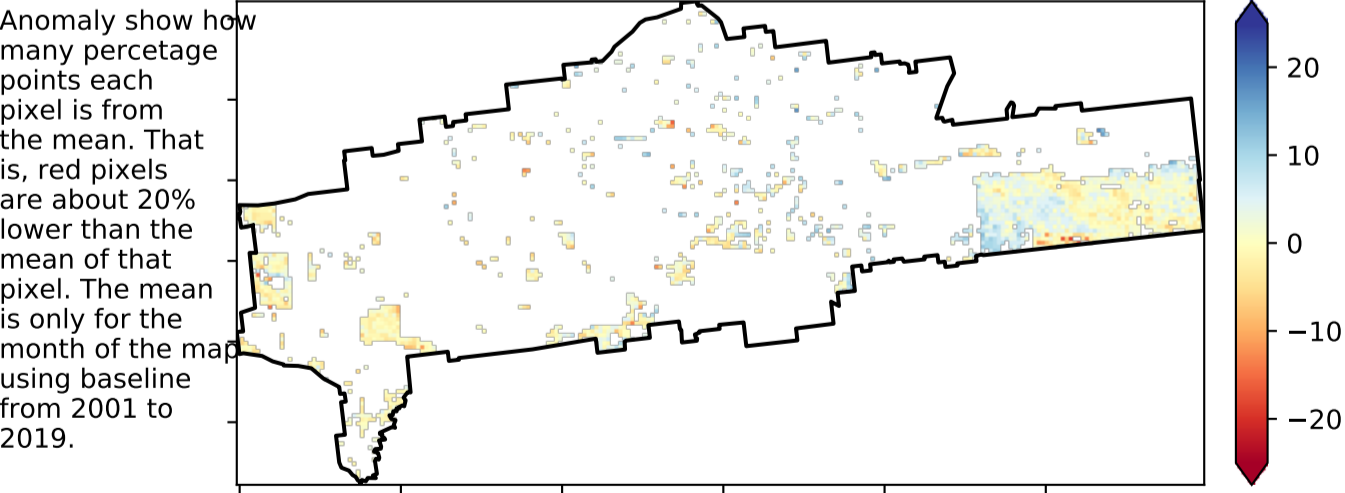 Anomaly show how
many percetage
points each
pixel is from
the mean. That
is, red pixels
are about 20%
lower than the
mean of that
pixel. The mean
is only for the
month of the map
using baseline
from 2001 to
2019.
20
10
0
−10
−20